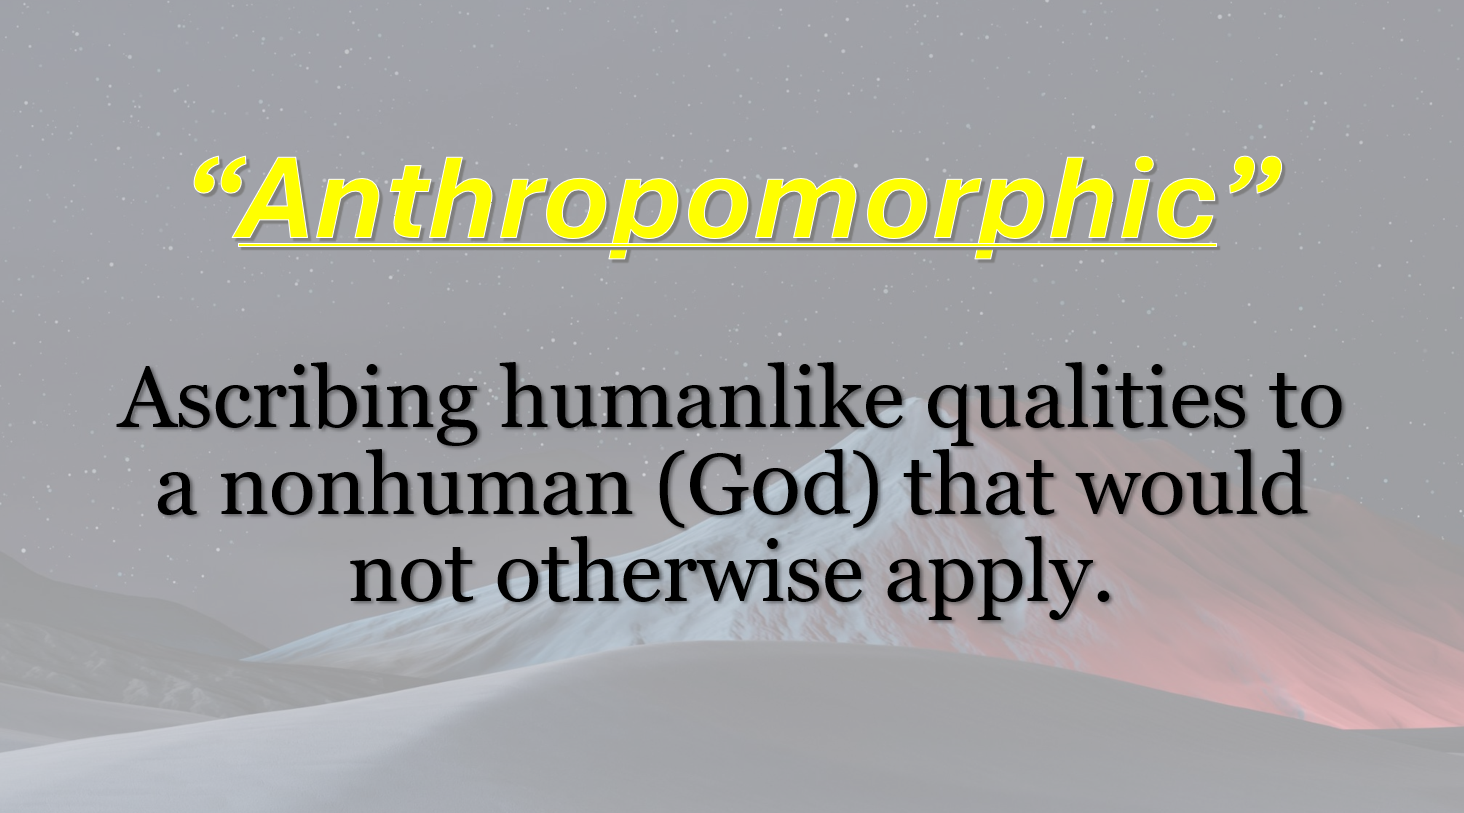 “Anthropomorphic”
Ascribing humanlike qualities to
a nonhuman (God) that would
not otherwise apply.